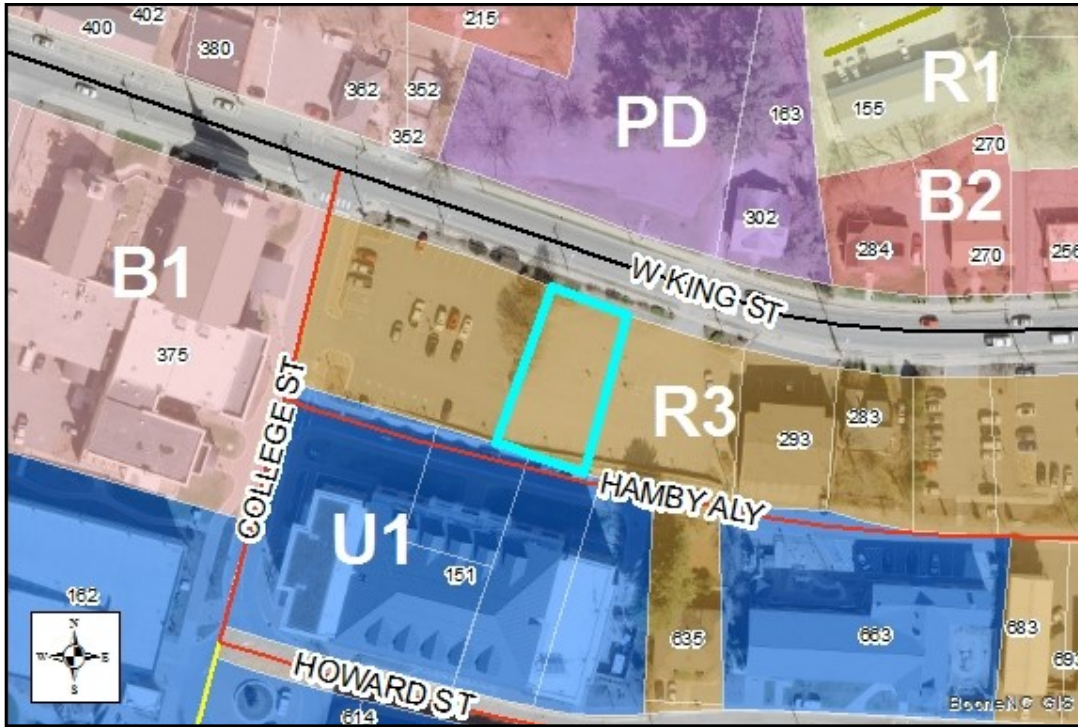 402
400
380
362
352
352
215
PD
163
155
R1
270
B2
302
284
270
256
W KING ST
B1
375
COLLEGE ST
R3
293
283
HAMBY ALY
U1
151
162
635
663
683
693
N
W
E
S
HOWARD ST
614
BooneNC GIS